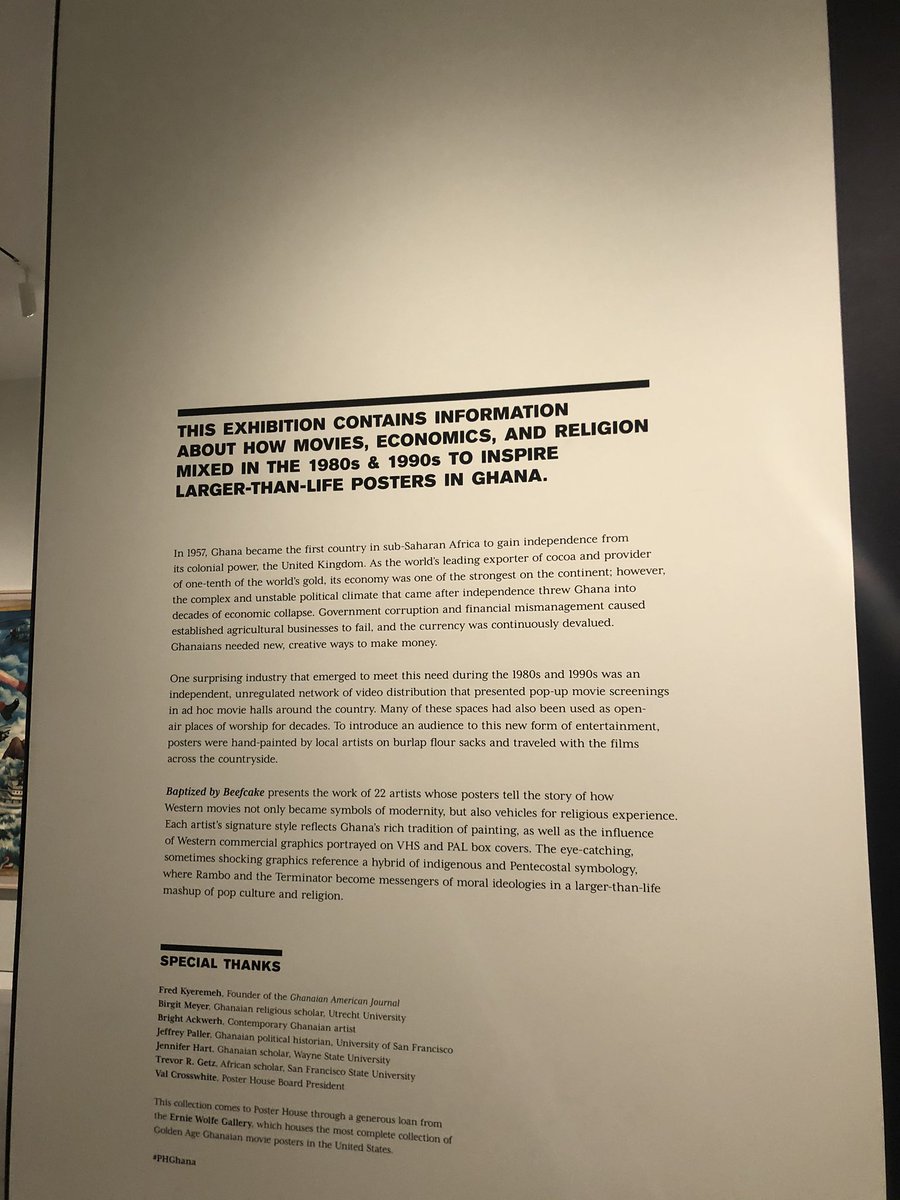 THIS EXHIBITION CONTAINS INFORMATION
ABOUT HOW MOVIES, ECONOMICS, AND RELIGION
MIXED IN THE 1980s & 1990s TO INSPIRE
LARGER-THAN-LIFE POSTERS IN GHANA.
In 1957, Ghana became the first country in sub-Saharan Africa to gain independence from
its colonial power, the United Kingdom. As the world's leading exporter of cocoa and provider
of one-tenth of the world's gold, its economy was one of the strongest on the continent; however,
the complex and unstable political climate that came after independence threw Ghana into
decades of economic collapse. Government corruption and financial mismanagement caused
established agricultural businesses to fail, and the currency was continuously devalued.
Ghanaians needed new, creative ways to make money.
One surprising industry that emerged to meet this need during the 1980s and 1990s was an
independent, unregulated network of video distribution that presented pop-up movie screenings
in ad hoc movie halls around the country. Many of these spaces had also been used as open-
air places of worship for decades. To introduce an audience to this new form of entertainment,
posters were hand-painted by local artists on burlap flour sacks and traveled with the films
across the countryside.
Baptized by Beefcake presents the work of 22 artists whose posters tell the story of how
Western movies not only became symbols of modernity, but also vehicles for religious experience.
Each artist's signature style reflects Ghana's rich tradition of painting, as well as the influence
of Western commercial graphics portrayed on VHS and PAL box covers. The eye-catching,
sometimes shocking graphics reference a hybrid of indigenous and Pentecostal symbology,
where Rambo and the Terminator become messengers of moral ideologies in a larger-than-life
mashup of pop culture and religion.
SPECIAL THANKS
Fred Kyeremeh, Founder of the Ghanaian American Journal
Birgit Meyer, Ghanaian religious scholar, Utrecht University
Bright Ackwerh, Contemporary Ghanaian artist
Jeffrey Paller, Ghanaian political historian, University of San Francisco
Jennifer Hart, Ghanaian scholar, Wayne State University
Trevor R. Getz, African scholar, San Francisco State University
Val Crosswhite, Poster House Board President
This collection comes to Poster House through a generous loan from
the Ernie Wolfe Gallery, which houses the most complete collection of
Golden Age Ghanaian movie posters in the United States.
#PHGhana